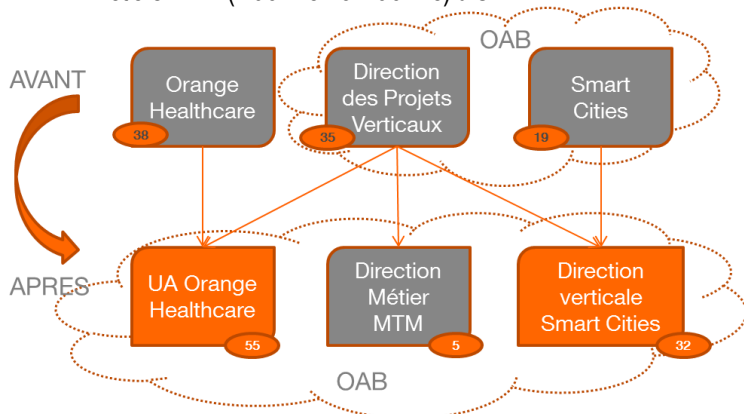 OAB
AVANT
Orange
Healthcare
38
Direction
des Projets
Verticaux
35
Smart
Cities
19
APRES
UA Orange
Healthcare
55
Direction
Métier
MTM
5
Direction
verticale
Smart Cities
32
OAB